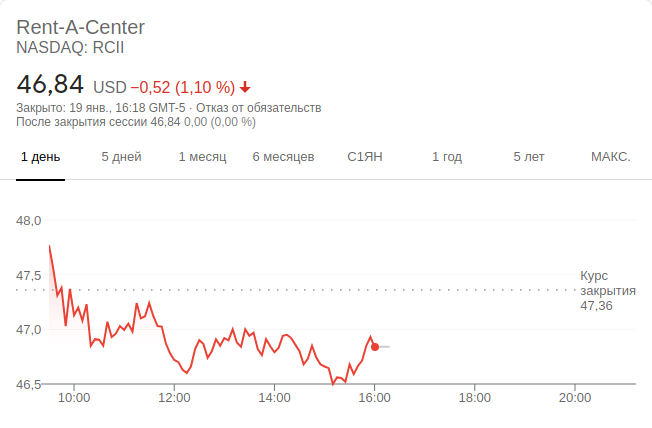 Rent-A-Center
NASDAQ: RCII
46,84 USD −0,52 (1,10 %)
Закрыто: 19 янв., 16:18 GMT-5 · Отказ от обязательств
После закрытия сессии 46,84 0,00 (0,00 %)
1 день 5 дней 1 месяц 6 месяцев С1ЯН 1 год 5 лет МАКС.
48,0
47,5
Курс
закрытия
47,36
47,0
46,5
10:00 12:00 14:00 16:00 18:00 20:00